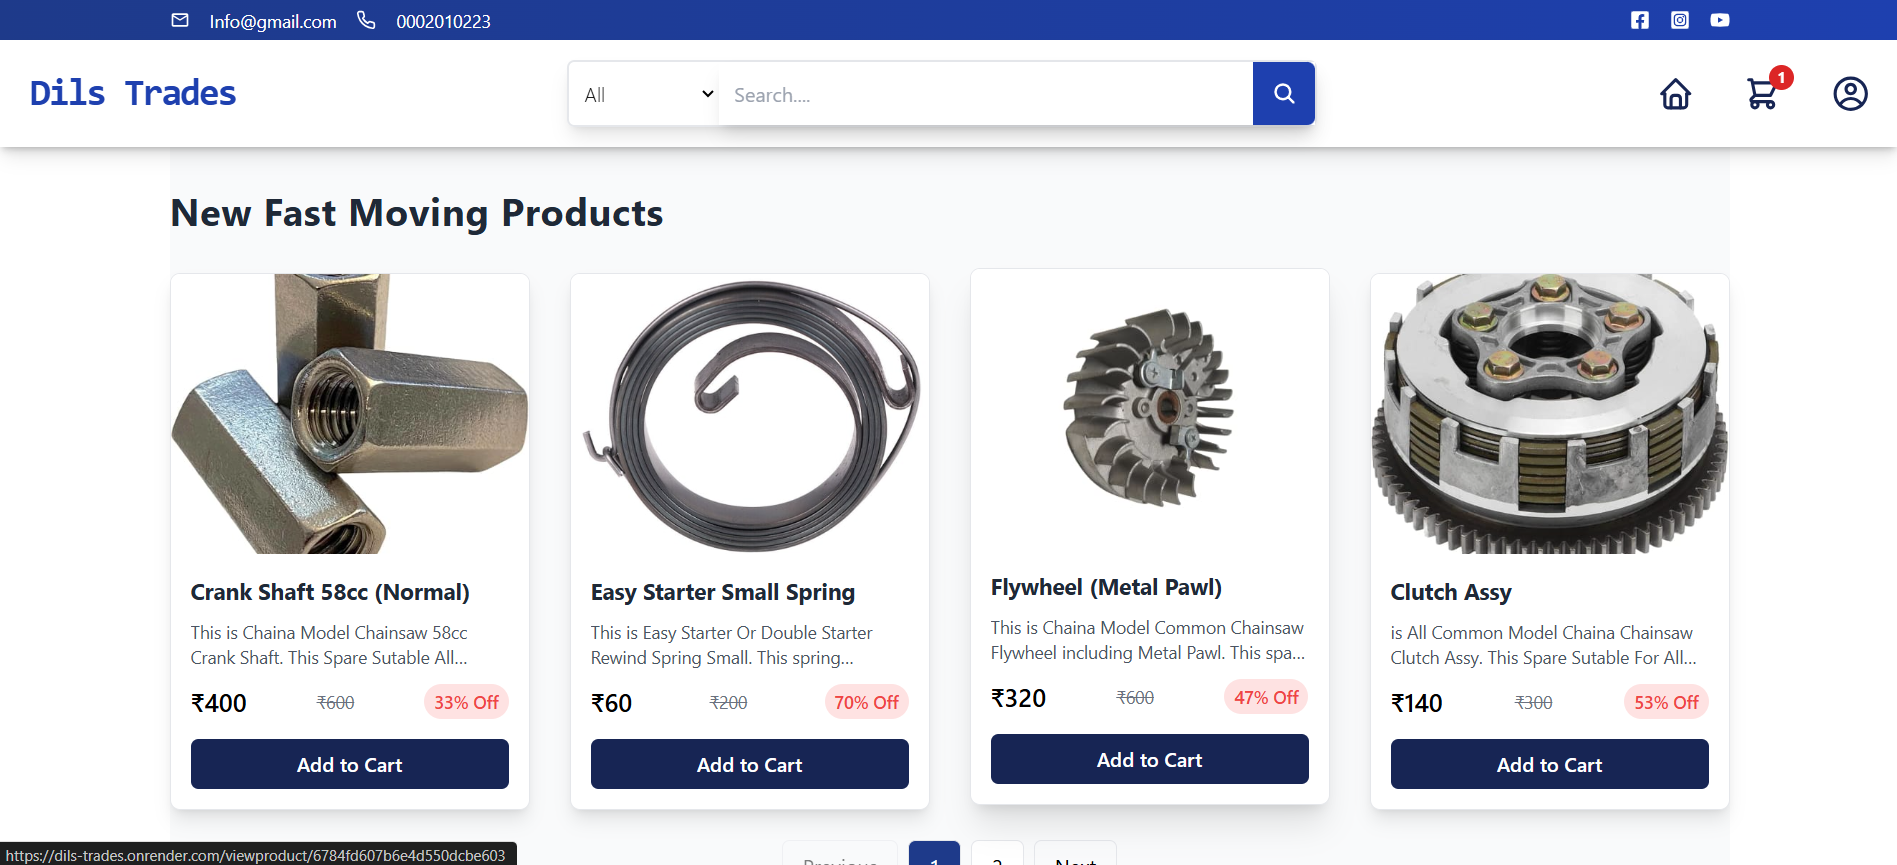 Info@gmail.com 0002010223
Dils Trades
All
Search....
1
New Fast Moving Products
Crank Shaft 58cc (Normal)
This is Chaina Model Chainsaw 58cc
Crank Shaft. This Spare Sutable All...
₹400 ₹600 33% Off
Add to Cart
Easy Starter Small Spring
This is Easy Starter Or Double Starter
Rewind Spring Small. This spring...
₹60 ₹200 70% Off
Add to Cart
Flywheel (Metal Pawl)
This is Chaina Model Common Chainsaw
Flywheel including Metal Pawl. This spa...
₹320 ₹600 47% Off
Add to Cart
Clutch Assy
is All Common Model Chaina Chainsaw
Clutch Assy. This Spare Sutable For All...
₹140 ₹300 53% Off
Add to Cart
Previous 1 2 Next
https://dils-trades.onrender.com/viewproduct/6784fd607b6e4d550dcbe603